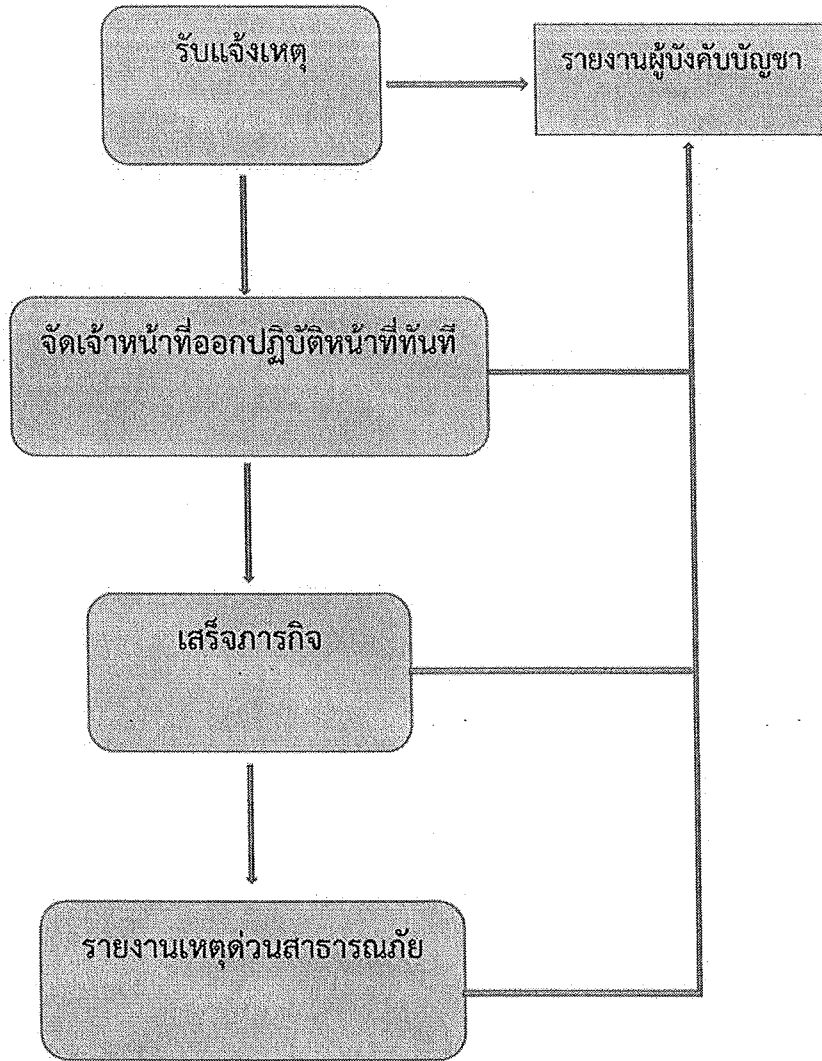 รับแจ้งเหตุ
รายงานผู้บังคับบัญชา
จัดเจ้าหน้าที่ออกปฏิบัติหน้าที่ทันที
เสร็จภารกิจ
รายงานเหตุด่วนสาธารณภัย